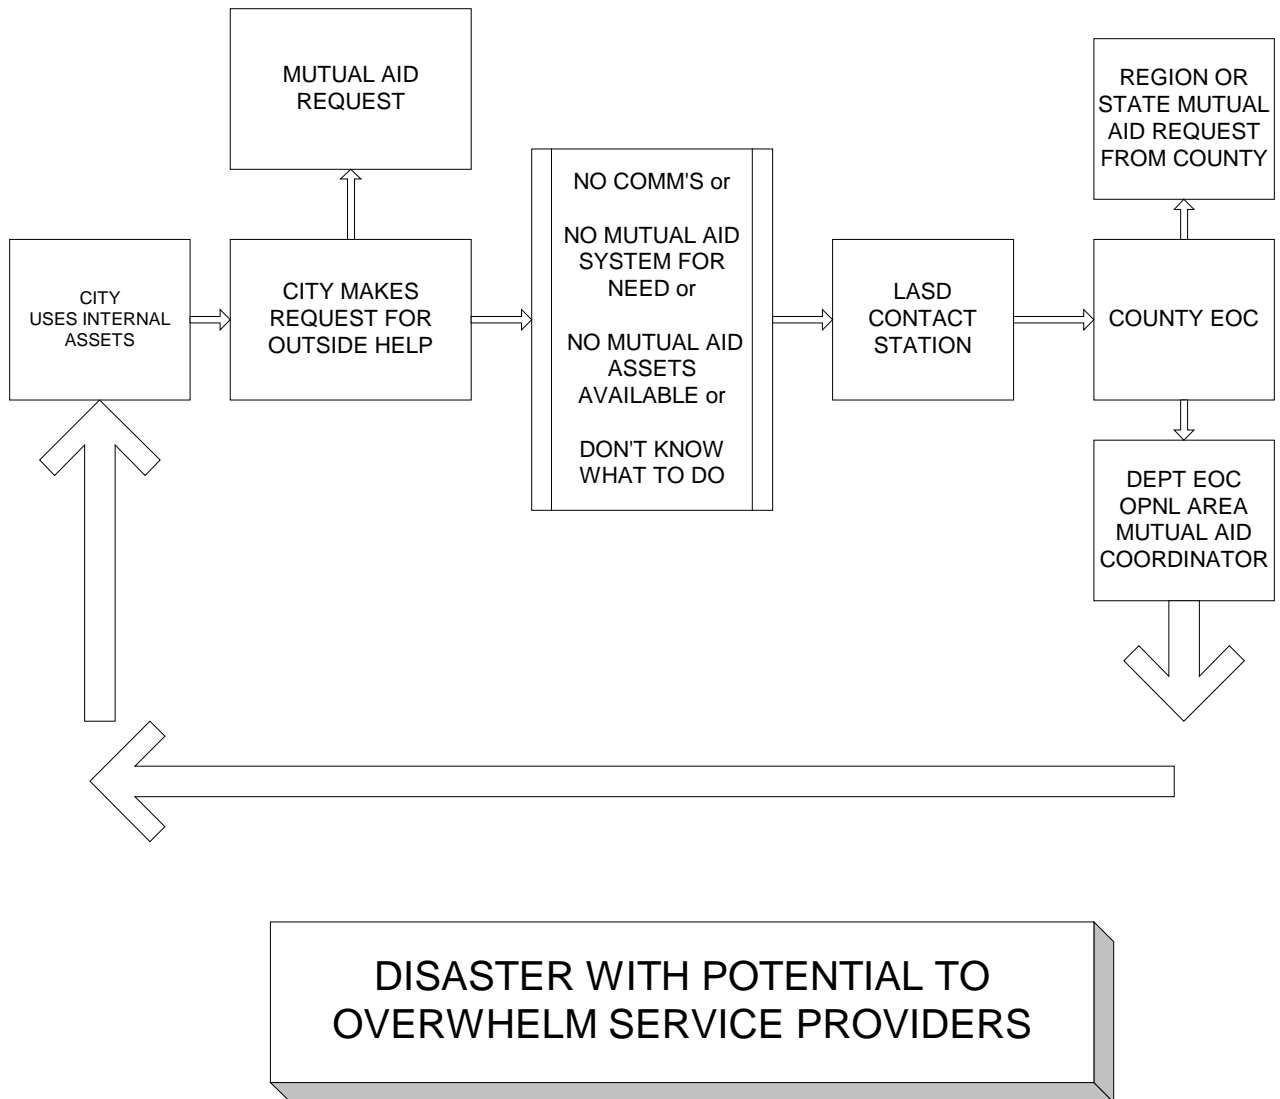 MUTUAL AID
REQUEST
REGION OR
STATE MUTUAL
AID REQUEST
FROM COUNTY
CITY
USES INTERNAL
ASSETS
CITY MAKES
REQUEST FOR
OUTSIDE HELP
NO COMM'S or
NO MUTUAL AID
SYSTEM FOR
NEED or
NO MUTUAL AID
ASSETS
AVAILABLE or
DON'T KNOW
WHAT TO DO
LASD
CONTACT
STATION
COUNTY EOC
DEPT EOC
OPNL AREA
MUTUAL AID
COORDINATOR
DISASTER WITH POTENTIAL TO
OVERWHELM SERVICE PROVIDERS